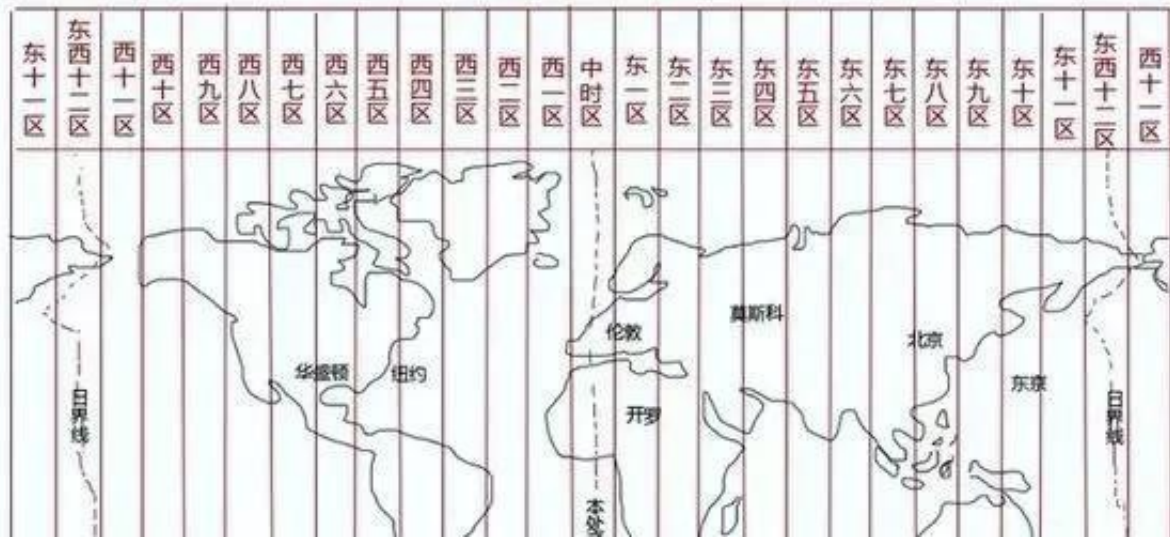 东十一区
东西十二区
西十一区
西十区
西九区
西八区
西七区
西六区
西五区
西四区
西三区
西二区
西一区
中时区
东一区
东二区
东三区
东四区
东五区
东六区
东七区
东八区
东九区
东十区
东十一区
东西十二区
西十一区
莫斯科
伦敦
北京
华盛顿
纽约
东京
开罗
日界线
日界线
本处